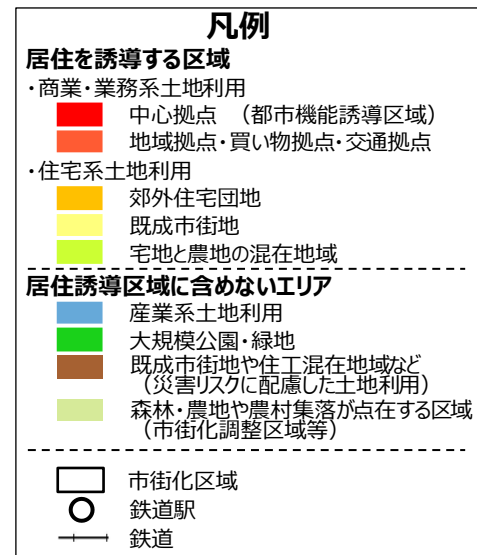 凡例
居住を誘導する区域
・商業・業務系土地利用
中心拠点 （都市機能誘導区域）
地域拠点・買い物拠点・交通拠点
・住宅系土地利用
郊外住宅団地
既成市街地
宅地と農地の混在地域
居住誘導区域に含めないエリア
産業系土地利用
大規模公園・緑地
既成市街地や住工混在地域など
（災害リスクに配慮した土地利用）
森林・農地や農村集落が点在する区域
（市街化調整区域等）
市街化区域
鉄道駅
鉄道